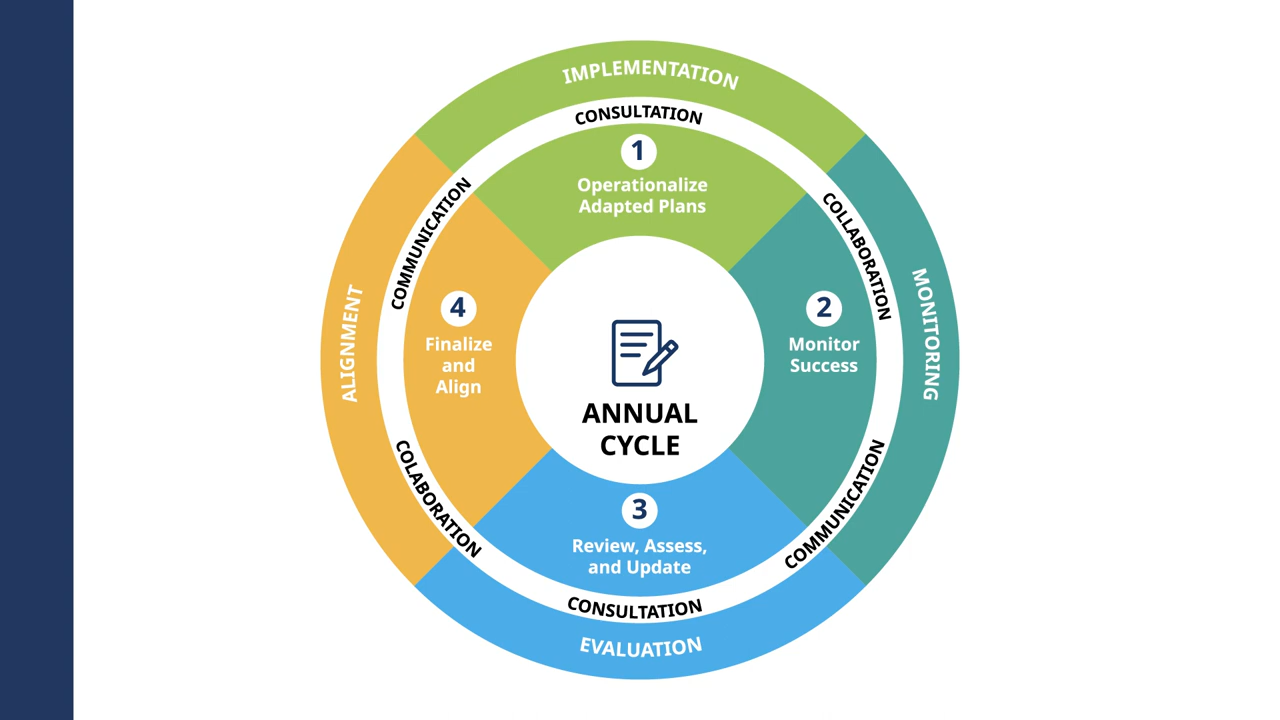 IMPLEMENTATION
CONSULTATION
1
Operationalize
Adapted Plans
COLLABORATION
MONITORING
2
Monitor
Success
COMMUNICATION
3
Review, Assess,
and Update
CONSULTATION
EVALUATION
COLABORATION
4
Finalize
and
Align
ALIGNMENT
COMMUNICATION
ANNUAL
CYCLE